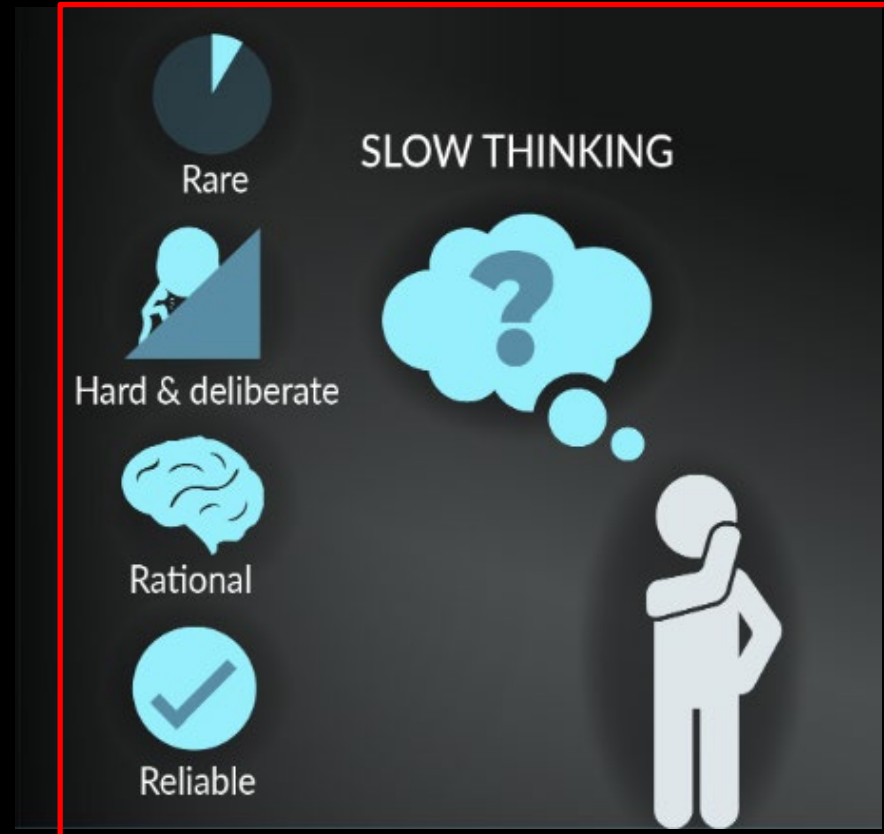 SLOW THINKING
Rare
Hard & deliberate
Rational
Reliable
?